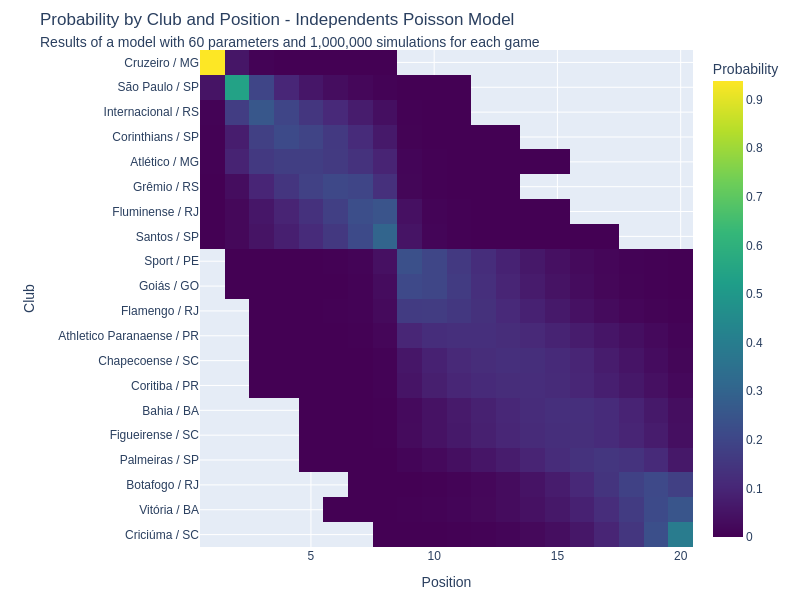 Probability by Club and Position - Independents Poisson Model
Results of a model with 60 parameters and 1,000,000 simulations for each game
Probability
Cruzeiro / MG
São Paulo / SP
Internacional / RS
Corinthians / SP
Atlético / MG
Grêmio / RS
Fluminense / RJ
Santos / SP
Sport / PE
Goiás / GO
Flamengo / RJ
Athletico Paranaense / PR
Chapecoense / SC
Coritiba / PR
Bahia / BA
Figueirense / SC
Palmeiras / SP
Botafogo / RJ
Vitória / BA
Criciúma / SC
Club
5
10
15
20
Position
0.9
0.8
0.7
0.6
0.5
0.4
0.3
0.2
0.1
0